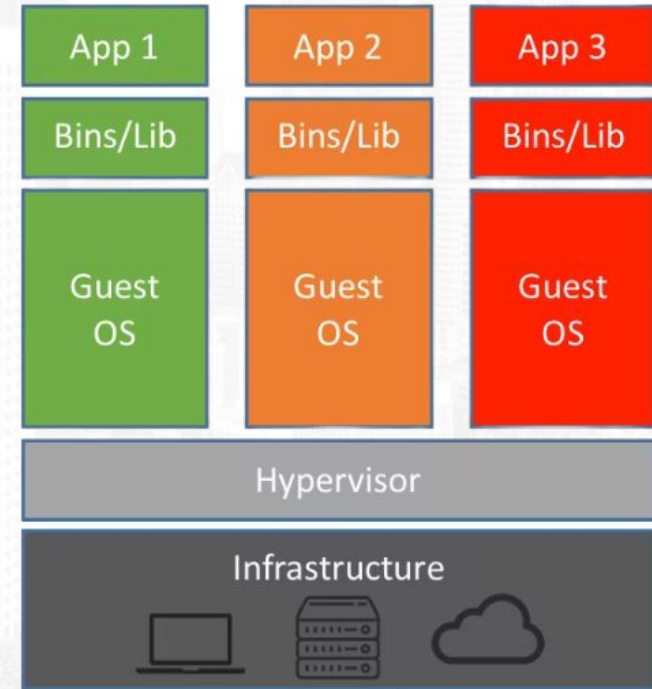 App 1
App 2
App 3
Bins/Lib
Bins/Lib
Bins/Lib
Guest
OS
Guest
OS
Guest
OS
Hypervisor
Infrastructure